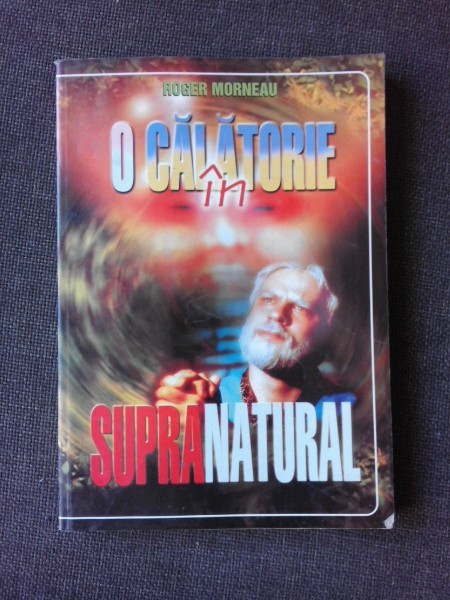 ROGER MORNEAU
O CĂLĂTORIE
în
SUPRANATURAL